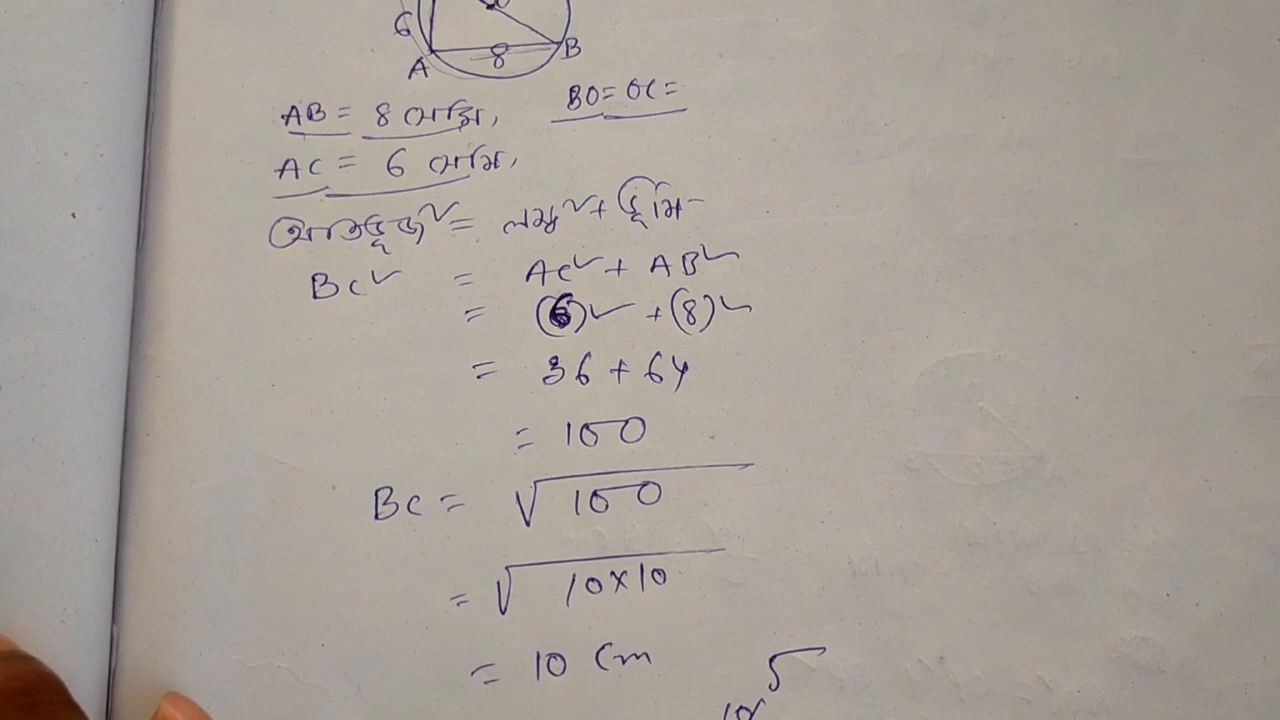 6
A 8 B
AB = 8 সেমি, BO = OC =
AC = 6 সেমি,
অতিভূজ² = লম্ব² + ভূমি
BC² = AC² + AB²
= (6)² + (8)²
= 36 + 64
= 100
BC = √100
= √10×10
= 10 cm
5
10